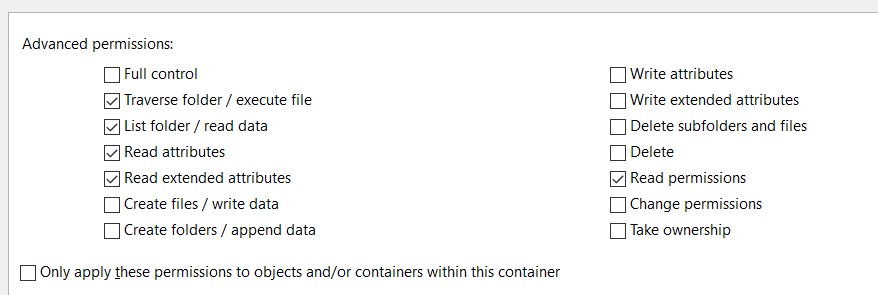 Advanced permissions:
Full control
Traverse folder / execute file
List folder / read data
Read attributes
Read extended attributes
Create files / write data
Create folders / append data
Write attributes
Write extended attributes
Delete subfolders and files
Delete
Read permissions
Change permissions
Take ownership
Only apply these permissions to objects and/or containers within this container